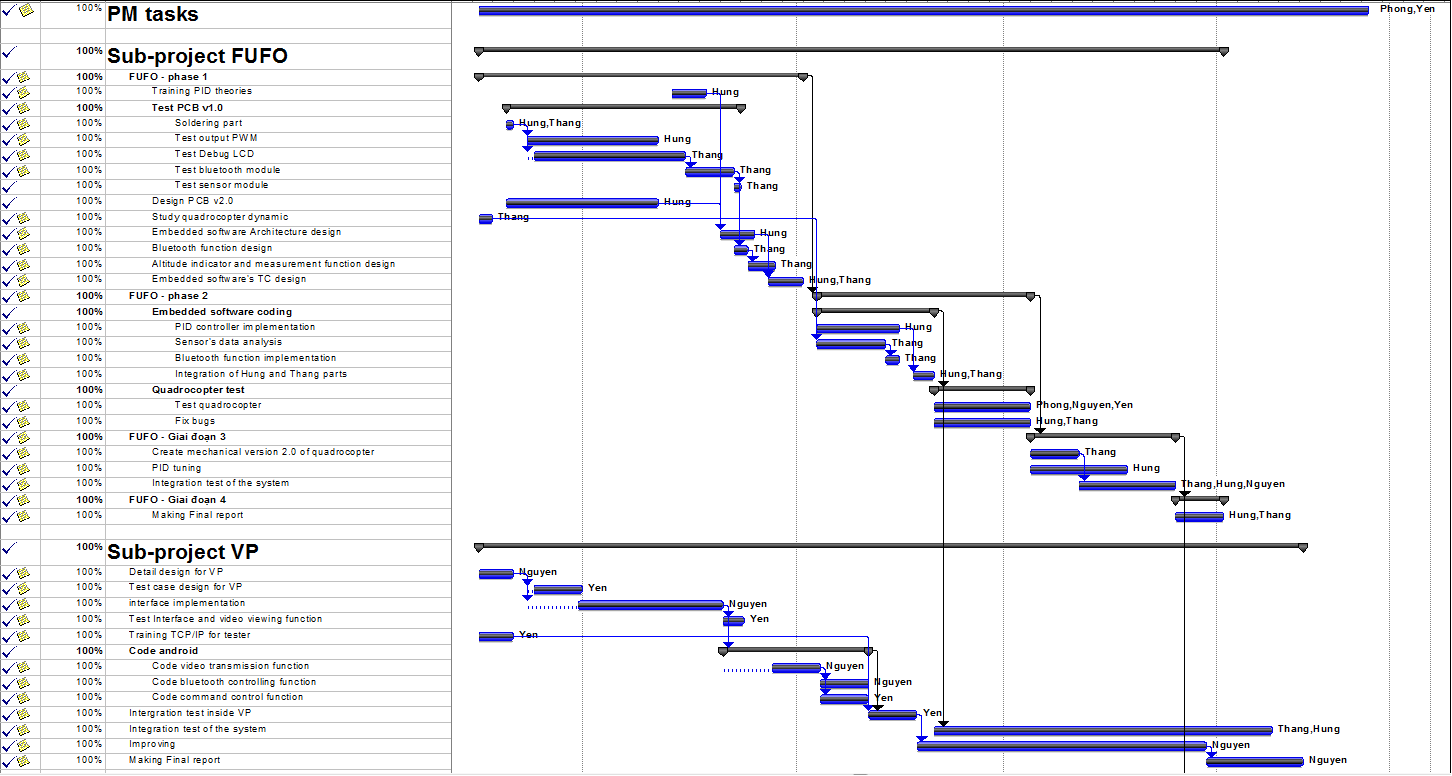 100% PM tasks Phong,Yen
100% Sub-project FUFO
100% FUFO - phase 1
100% Training PID theories Hung
100% Test PCB v1.0
100% Soldering part Hung,Thang
100% Test output PWM Hung
100% Test Debug LCD Thang
100% Test bluetooth module Thang
100% Test sensor module Thang
100% Design PCB v2.0 Hung
100% Study quadrocopter dynamic Thang
100% Embedded software Architecture design Hung
100% Bluetooth function design Thang
100% Altitude indicator and measurement function design Thang
100% Embedded software's TC design Hung,Thang
100% FUFO - phase 2
100% Embedded software coding
100% PID controller implementation Hung
100% Sensor's data analysis Thang
100% Bluetooth function implementation Thang
100% Integration of Hung and Thang parts Hung,Thang
100% Quadrocopter test
100% Test quadrocopter Phong,Nguyen,Yen
100% Fix bugs Hung,Thang
100% FUFO - Giai đoạn 3
100% Create mechanical version 2.0 of quadrocopter Thang
100% PID tuning Hung
100% Integration test of the system Thang,Hung,Nguyen
100% FUFO - Giai đoạn 4
100% Making Final report Hung,Thang
100% Sub-project VP
100% Detail design for VP Nguyen
100% Test case design for VP Yen
100% interface implementation Nguyen
100% Test Interface and video viewing function Yen
100% Training TCP/IP for tester Yen
100% Code android
100% Code video transmission function Nguyen
100% Code bluetooth controlling function Nguyen
100% Code command control function Yen
100% Intergration test inside VP Yen
100% Integration test of the system Thang,Hung
100% Improving Nguyen
100% Making Final report Nguyen